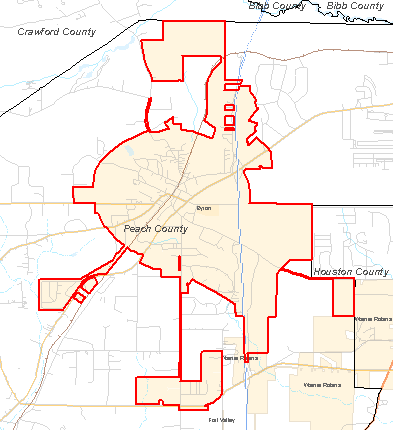 Bibb County
Bibb County
Crawford County
Byron
Peach County
Houston County
Warner Robins
Warner Robins
Warner Robins
Fort Valley